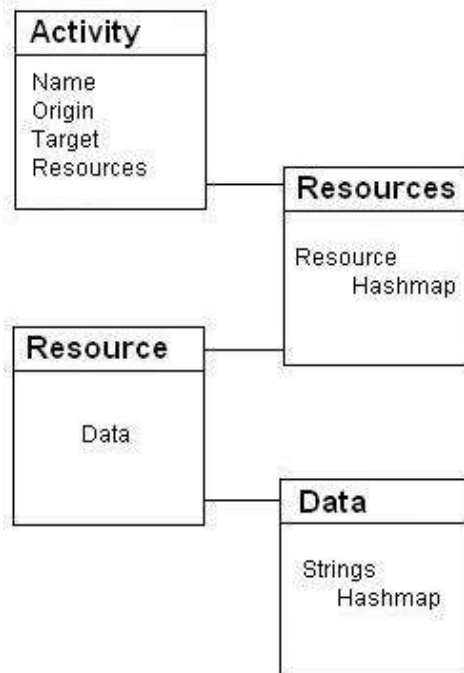 Activity
Name
Origin
Target
Resources
Resources
Resource
Hashmap
Resource
Data
Data
Strings
Hashmap